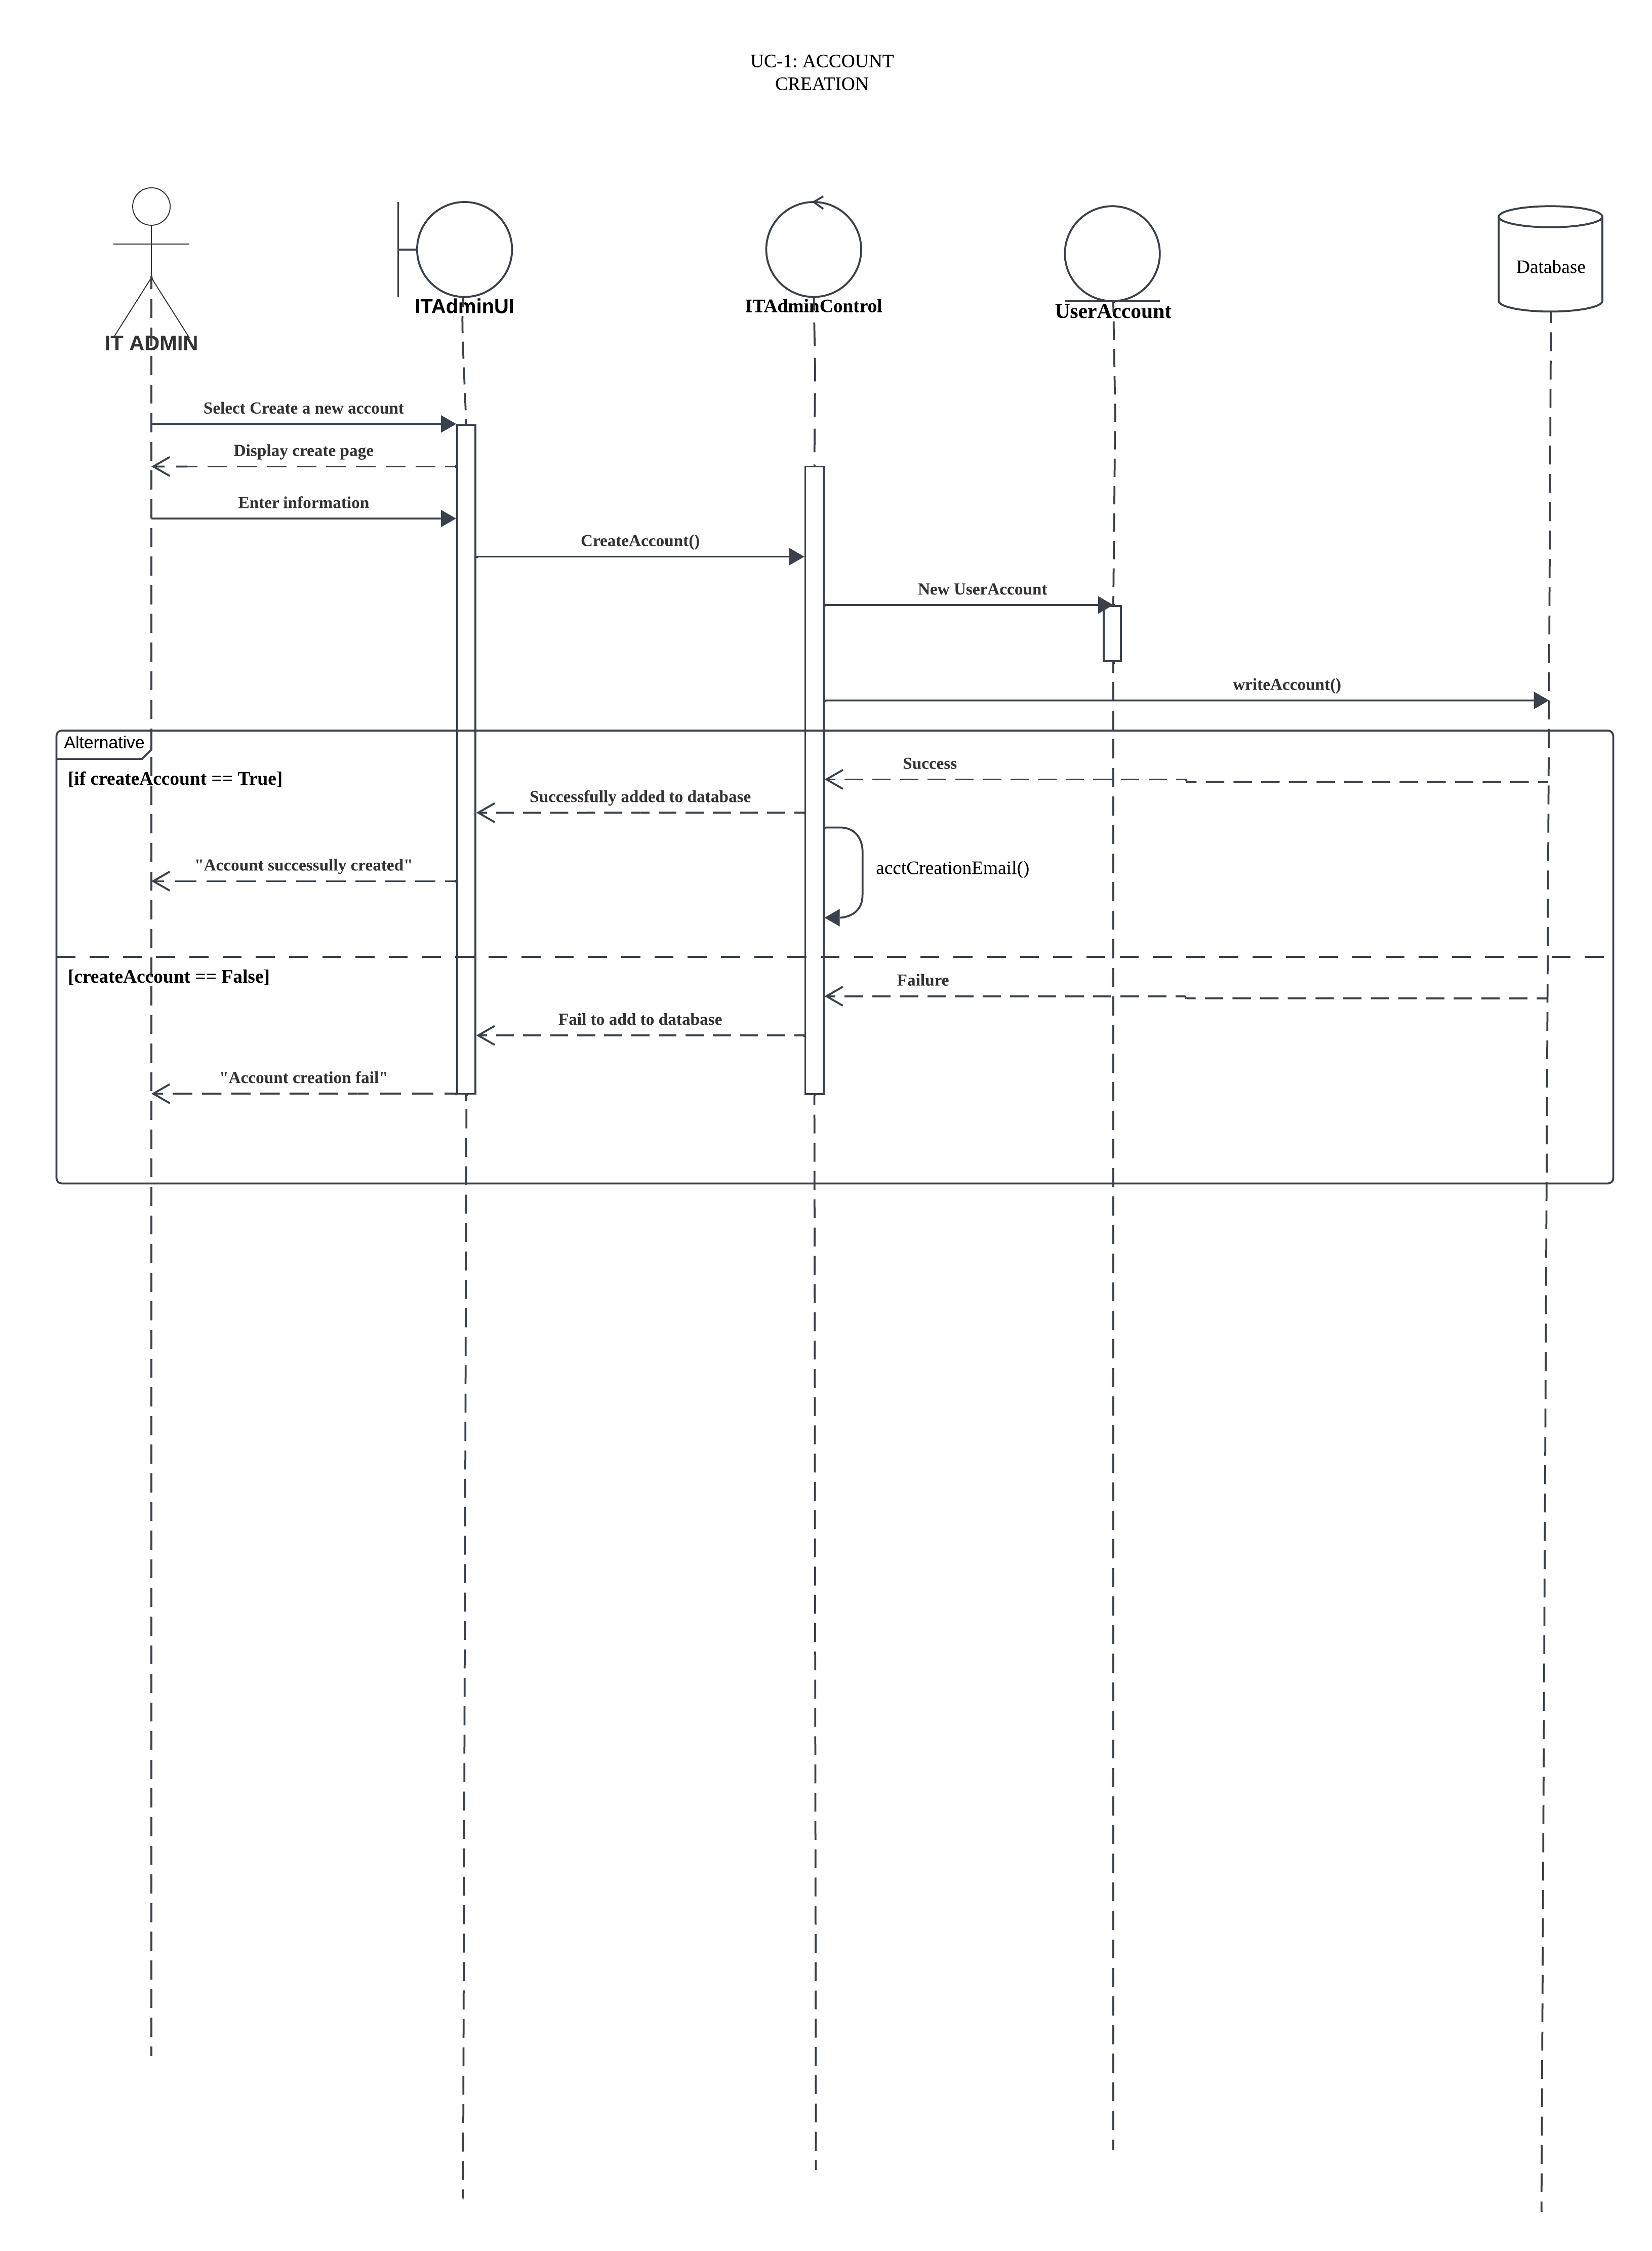 UC-1: ACCOUNT
CREATION
IT ADMIN
ITAdminUI
ITAdminControl
UserAccount
Database
Select Create a new account
Display create page
Enter information
CreateAccount()
New UserAccount
writeAccount()
Alternative
[if createAccount == True]
Success
Successfully added to database
"Account successully created"
acctCreationEmail()
[createAccount == False]
Failure
Fail to add to database
"Account creation fail"